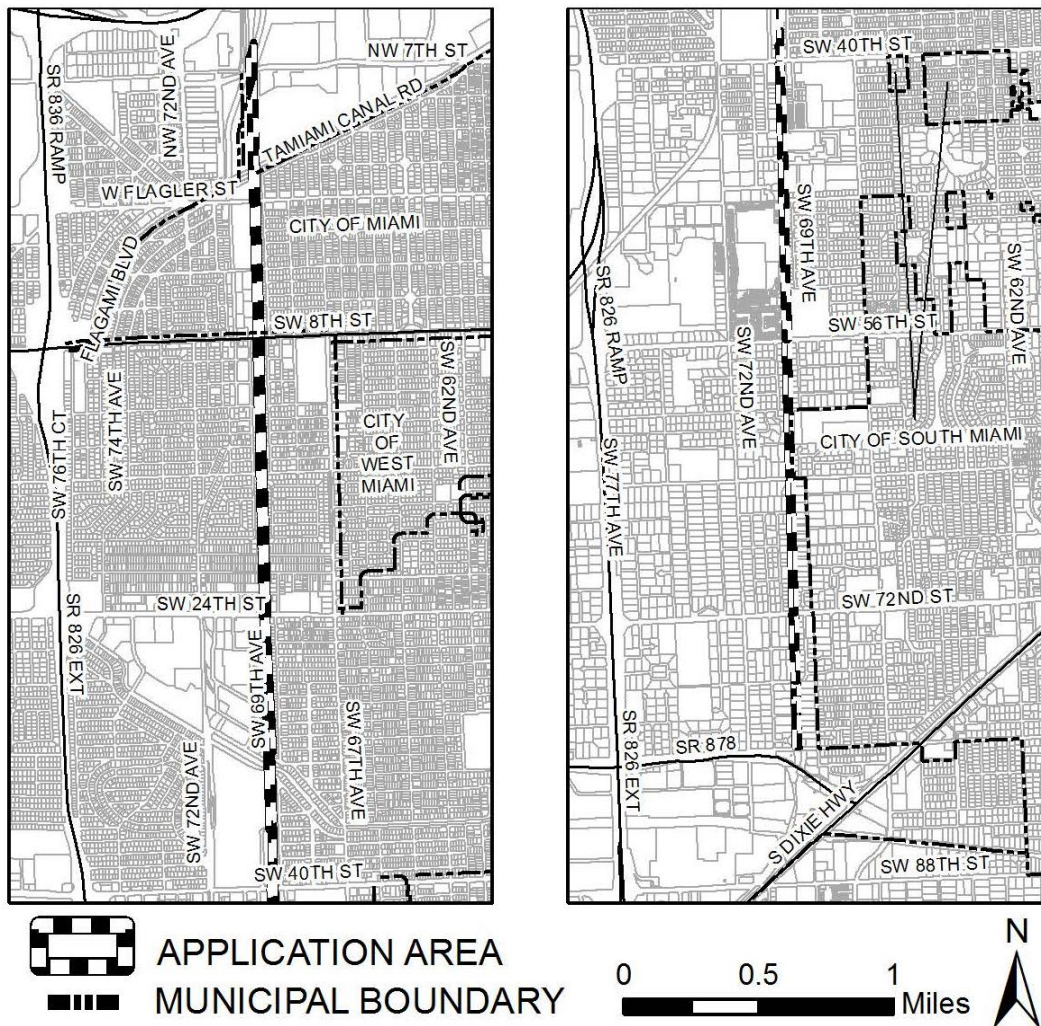 NW 7TH ST
SR 836 RAMP
NW 72ND AVE
TAMIAMI CANAL RD
W FLAGLER ST
CITY OF MIAMI
FLAGAMI BLVD
SW 8TH ST
SW 74TH AVE
SW 62ND AVE
CITY
OF
WEST
MIAMI
SW 76TH CT
SW 24TH ST
SR 826 EXT
SW 69TH AVE
SW 67TH AVE
SW 72ND AVE
SW 40TH ST
SW 40TH ST
SW 69TH AVE
SR 826 RAMP
SW 62ND AVE
SW 56TH ST
SW 72ND AVE
CITY OF SOUTH MIAMI
SW 77TH AVE
SW 72ND ST
SR 826 EXT
SR 878
S DIXIE HWY
SW 88TH ST
APPLICATION AREA
MUNICIPAL BOUNDARY
0 0.5 1
Miles
N